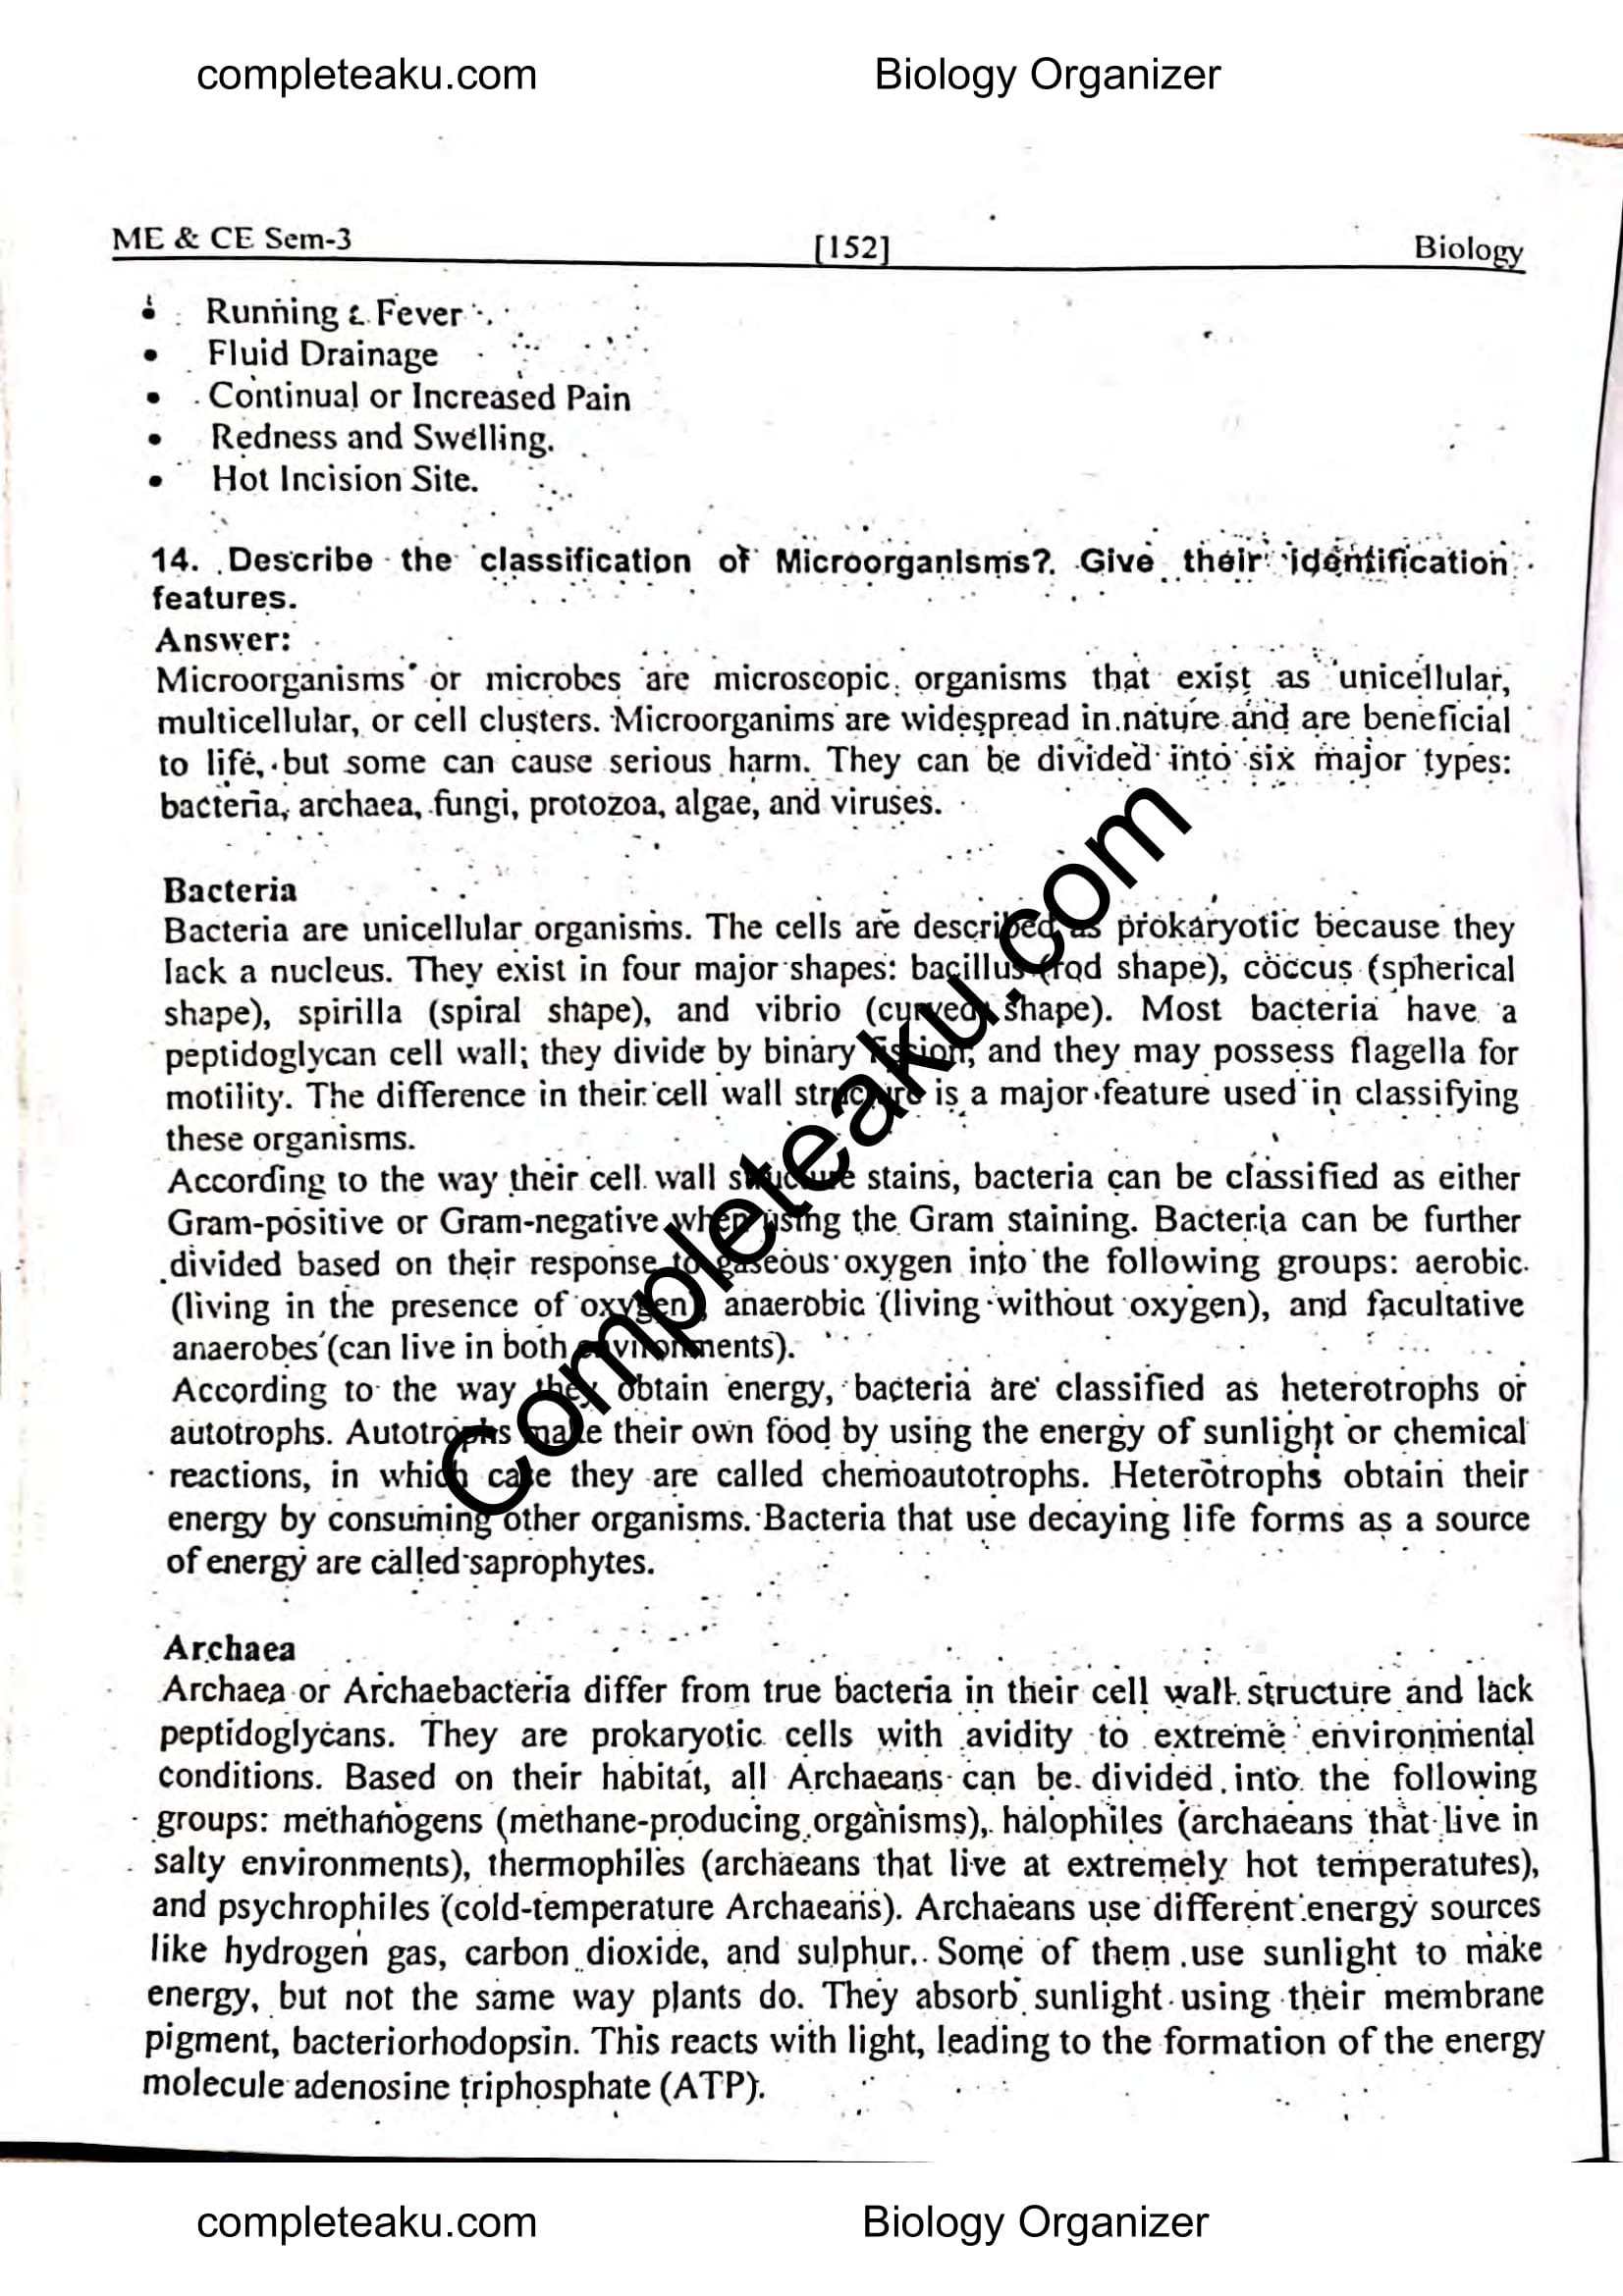 completeaku.com Biology Organizer
ME & CE Sem-3 [152] Biology
• Running & Fever
• Fluid Drainage
• Continual or Increased Pain
• Redness and Swelling.
• Hot Incision Site.
14. Describe the classification of Microorganisms?. Give their identification
features.
Answer:
Microorganisms or microbes are microscopic organisms that exist as unicellular,
multicellular, or cell clusters. Microorganims are widespread in nature and are beneficial
to life, but some can cause serious harm. They can be divided into six major types:
bacteria, archaea, fungi, protozoa, algae, and viruses.
Bacteria
Bacteria are unicellular organisms. The cells are described as prokaryotic because they
lack a nucleus. They exist in four major shapes: bacillus (rod shape), coccus (spherical
shape), spirilla (spiral shape), and vibrio (curved shape). Most bacteria have a
peptidoglycan cell wall; they divide by binary fission; and they may possess flagella for
motility. The difference in their cell wall structure is a major feature used in classifying
these organisms.
According to the way their cell wall structure stains, bacteria can be classified as either
Gram-positive or Gram-negative when using the Gram staining. Bacteria can be further
divided based on their response to gaseous oxygen into the following groups: aerobic
(living in the presence of oxygen), anaerobic (living without oxygen), and facultative
anaerobes (can live in both environments).
According to the way they obtain energy, bacteria are classified as heterotrophs or
autotrophs. Autotrophs make their own food by using the energy of sunlight or chemical
reactions, in which case they are called chemoautotrophs. Heterotrophs obtain their
energy by consuming other organisms. Bacteria that use decaying life forms as a source
of energy are called saprophytes.
Completeaku.com
Archaea
Archaea or Archaebacteria differ from true bacteria in their cell wall structure and lack
peptidoglycans. They are prokaryotic cells with avidity to extreme environmental
conditions. Based on their habitat, all Archaeans can be divided into the following
groups: methanogens (methane-producing organisms), halophiles (archaeans that live in
salty environments), thermophiles (archaeans that live at extremely hot temperatures),
and psychrophiles (cold-temperature Archaeans). Archaeans use different energy sources
like hydrogen gas, carbon dioxide, and sulphur. Some of them use sunlight to make
energy, but not the same way plants do. They absorb sunlight using their membrane
pigment, bacteriorhodopsin. This reacts with light, leading to the formation of the energy
molecule adenosine triphosphate (ATP).
completeaku.com Biology Organizer